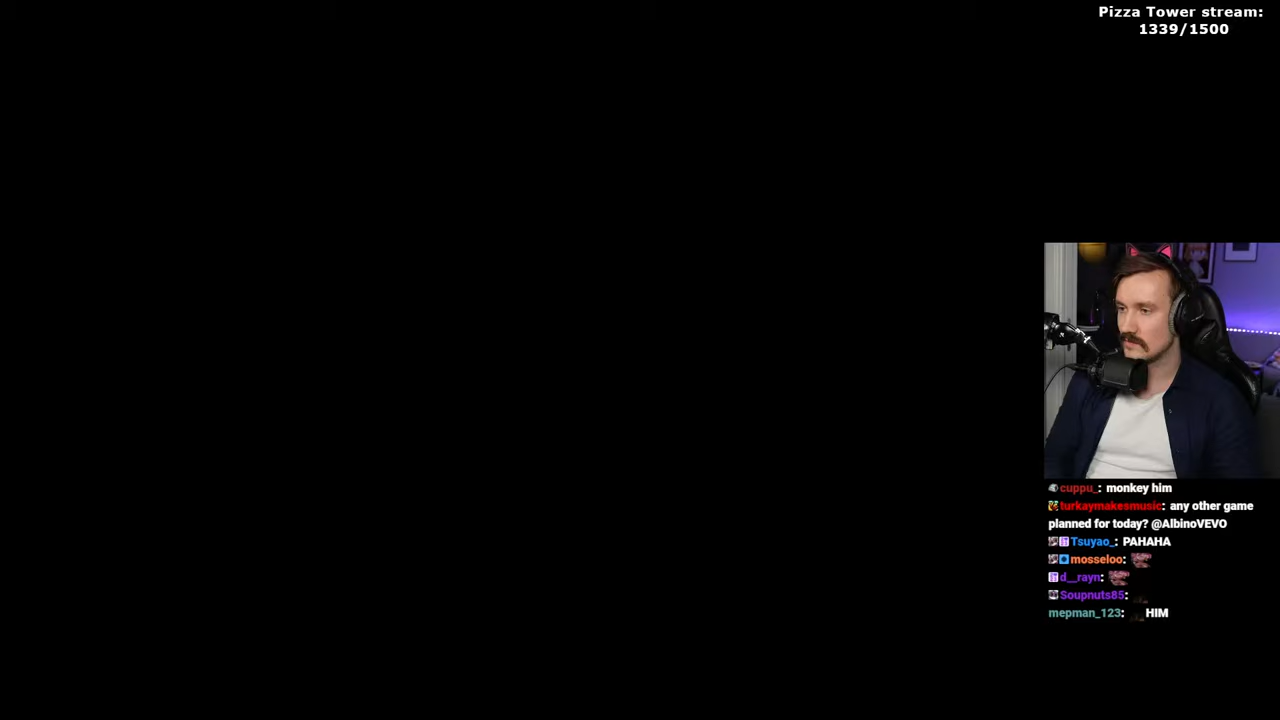 Pizza Tower stream:
1339/1500
cuppu_: monkey him
turkaymakesmusic: any other game
planned for today? @AlbinoVEVO
Tsuyao_: PAHAHA
mosseloo:
d__rayn:
Soupnuts85:
mepman_123: HIM